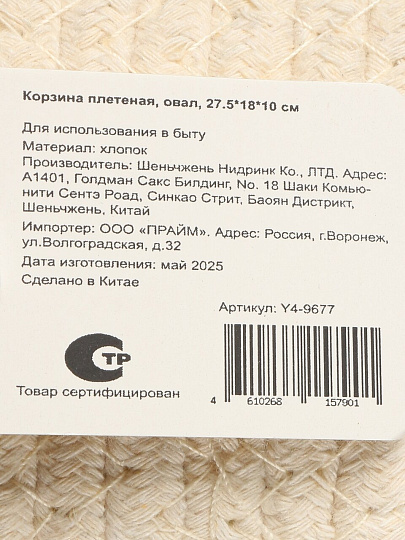 Корзина плетеная, овал, 27.5*18*10 см
Для использования в быту
Материал: хлопок
Производитель: Шеньчжень Нидринк Ко., ЛТД. Адрес:
А1401, Голдман Сакс Билдинг, No. 18 Шаки Комью-
нити Сентэ Роад, Синкао Стрит, Баоян Дистрикт,
Шеньчжень, Китай
Импортер: ООО «ПРАЙМ». Адрес: Россия, г.Воронеж,
ул.Волгоградская, д.32
Дата изготовления: май 2025
Сделано в Китае
Артикул: Y4-9677
СТР
Товар сертифицирован
4 610268 157901